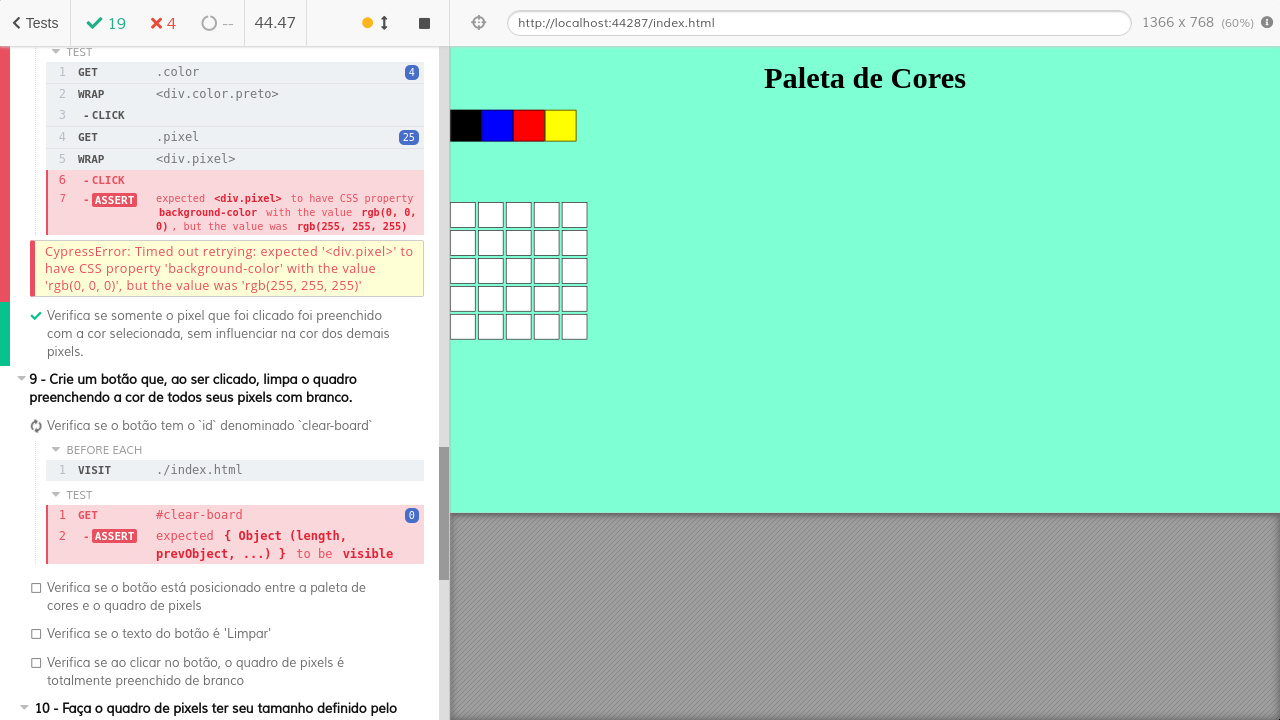 Tests 19 4 -- 44.47 http://localhost:44287/index.html 1366 x 768 (60%)
TEST
1 GET .color 4
2 WRAP <div.color.preto>
3 - CLICK
4 GET .pixel 25
5 WRAP <div.pixel>
6 - CLICK
7 - ASSERT expected <div.pixel> to have CSS property
background-color with the value rgb(0, 0,
0) , but the value was rgb(255, 255, 255)
CypressError: Timed out retrying: expected '<div.pixel>' to
have CSS property 'background-color' with the value
'rgb(0, 0, 0)', but the value was 'rgb(255, 255, 255)'
Verifica se somente o pixel que foi clicado foi preenchido
com a cor selecionada, sem influenciar na cor dos demais
pixels.
9 - Crie um botão que, ao ser clicado, limpa o quadro
preenchendo a cor de todos seus pixels com branco.
Verifica se o botão tem o `id` denominado `clear-board`
BEFORE EACH
1 VISIT ./index.html
TEST
1 GET #clear-board 0
2 - ASSERT expected { Object (length,
prevObject, ...) } to be visible
Verifica se o botão está posicionado entre a paleta de
cores e o quadro de pixels
Verifica se o texto do botão é 'Limpar'
Verifica se ao clicar no botão, o quadro de pixels é
totalmente preenchido de branco
10 - Faça o quadro de pixels ter seu tamanho definido pelo
Paleta de Cores